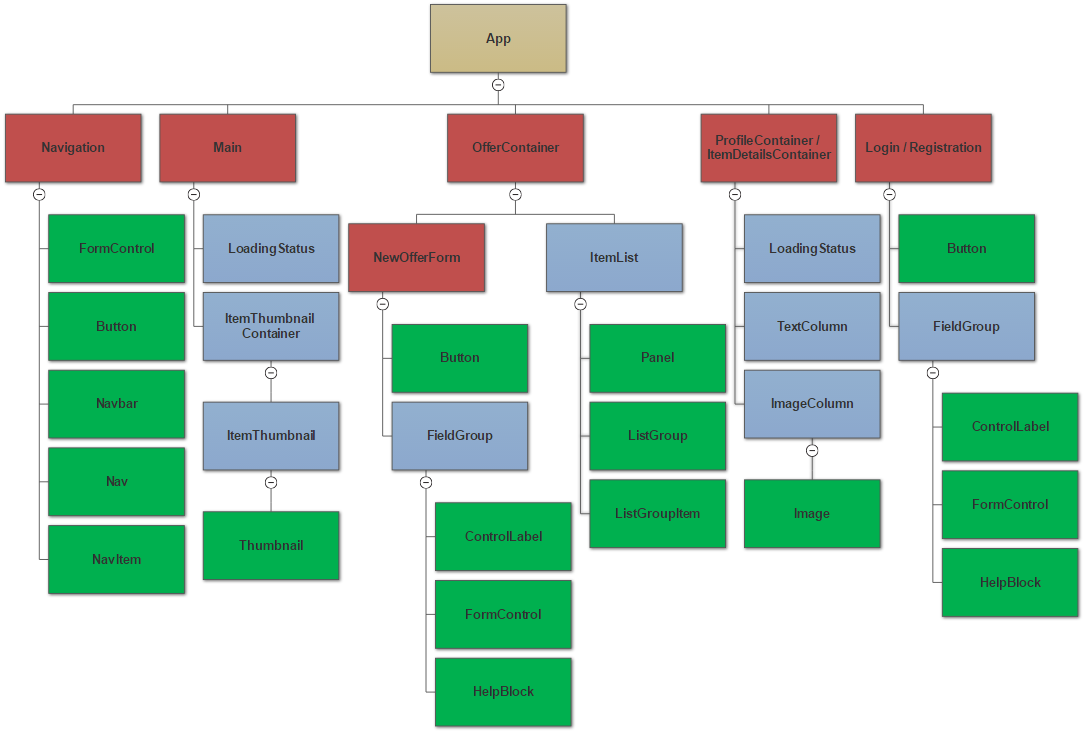 App
Navigation
Main
OfferContainer
ProfileContainer /
ItemDetailsContainer
Login / Registration
FormControl
Button
Navbar
Nav
NavItem
LoadingStatus
ItemThumbnail
Container
ItemThumbnail
Thumbnail
NewOfferForm
Button
FieldGroup
ControlLabel
FormControl
HelpBlock
ItemList
Panel
ListGroup
ListGroupItem
LoadingStatus
TextColumn
ImageColumn
Image
Button
FieldGroup
ControlLabel
FormControl
HelpBlock